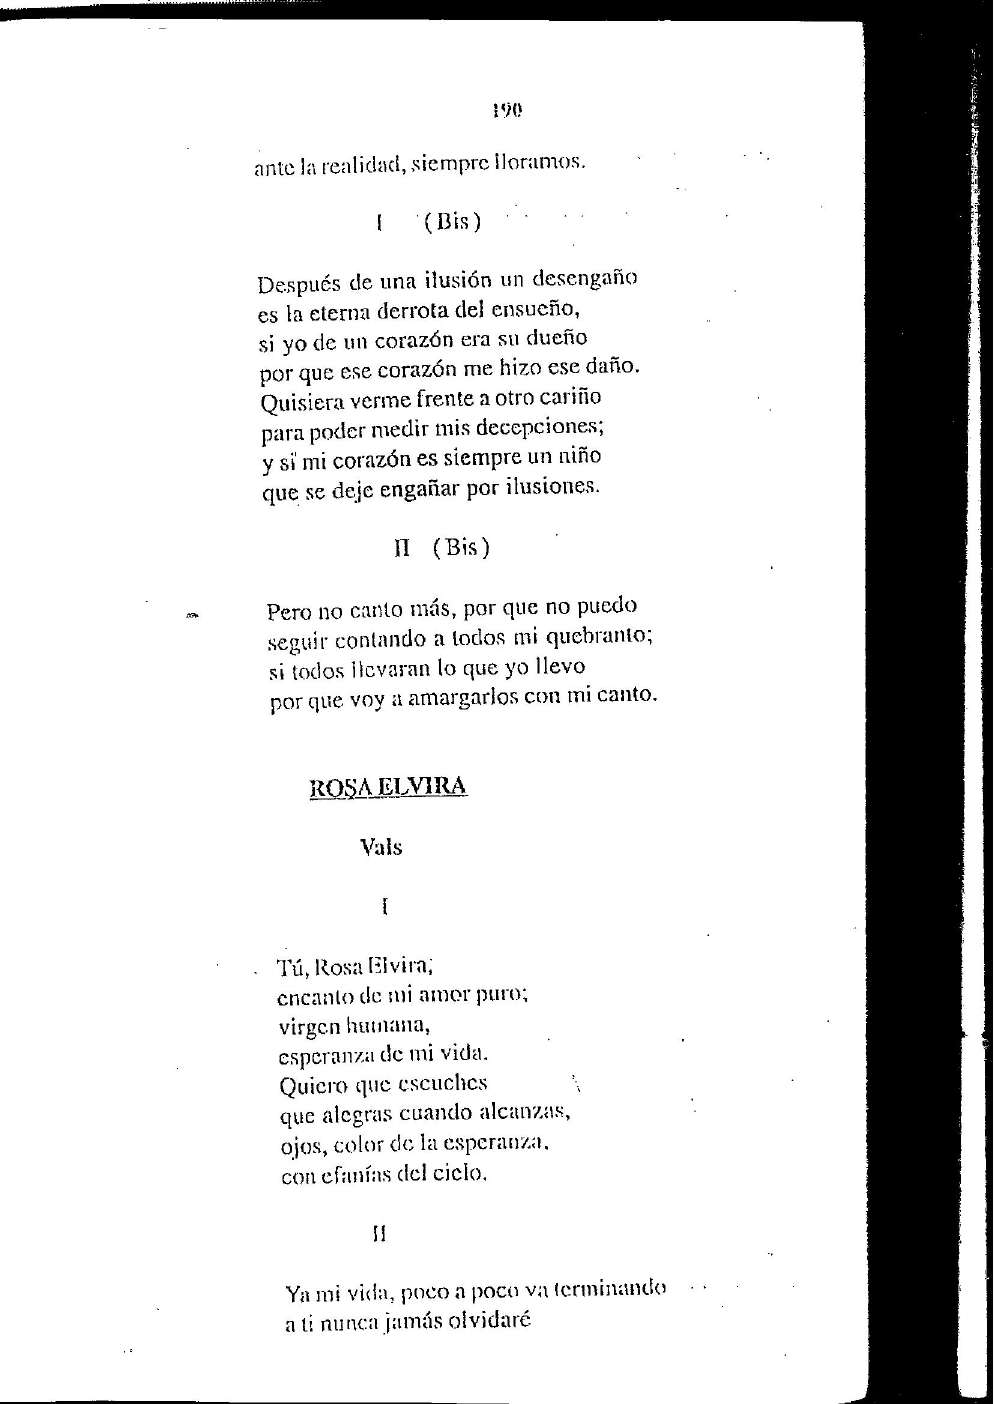 190
ante la realidad, siempre lloramos.
I (Bis)
Después de una ilusión un desengaño
es la eterna derrota del ensueño,
si yo de un corazón era su dueño
por que ese corazón me hizo ese daño.
Quisiera verme frente a otro cariño
para poder medir mis decepciones;
y si mi corazón es siempre un niño
que se deje engañar por ilusiones.
II (Bis)
Pero no canto más, por que no puedo
seguir contando a todos mi quebranto;
si todos llevaran lo que yo llevo
por que voy a amargarlos con mi canto.
ROSA ELVIRA
Vals
I
Tú, Rosa Elvira;
encanto de mi amor puro;
virgen humana,
esperanza de mi vida.
Quiero que escuches
que alegras cuando alcanzas,
ojos, color de la esperanza.
con efanías del cielo.
II
Ya mi vida, poco a poco va terminando
a ti nunca jamás olvidaré